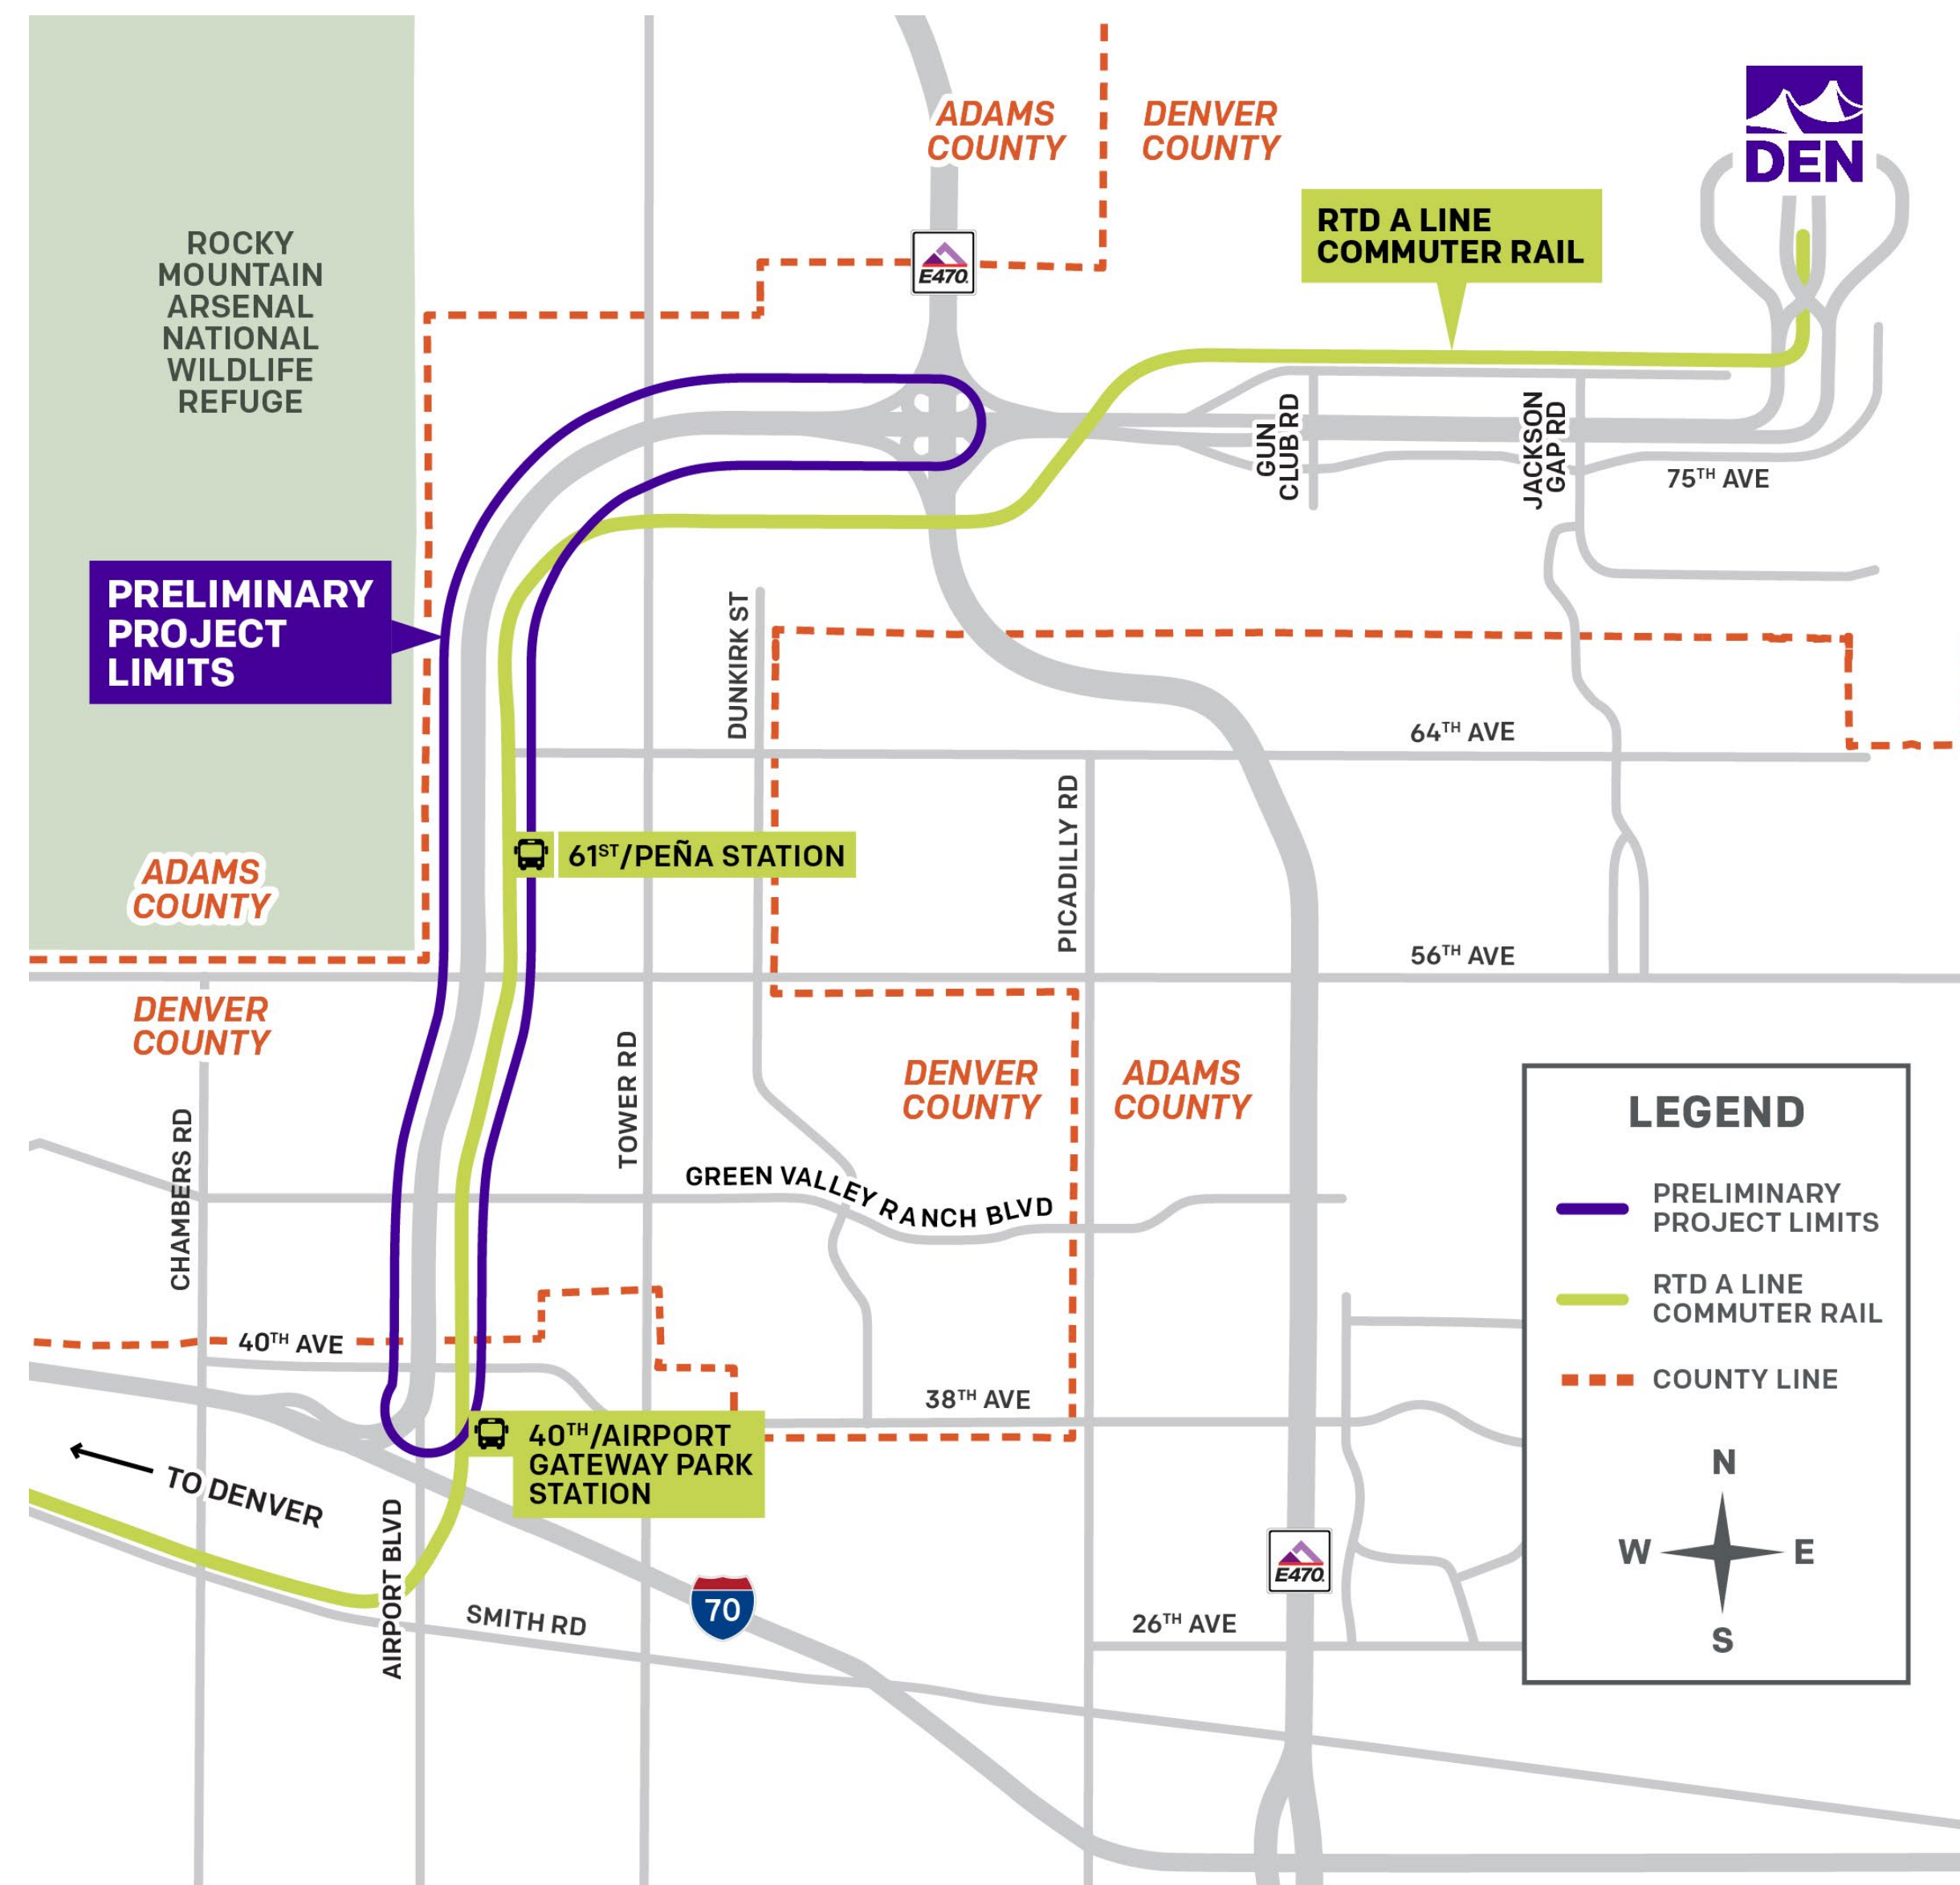 ADAMS
COUNTY
DENVER
COUNTY
DEN
RTD A LINE
COMMUTER RAIL
ROCKY
MOUNTAIN
ARSENAL
NATIONAL
WILDLIFE
REFUGE
E470
GUN
CLUB RD
JACKSON
GAP RD
75TH AVE
PRELIMINARY
PROJECT
LIMITS
DUNKIRK ST
64TH AVE
PICADILLY RD
61ST/PEÑA STATION
ADAMS
COUNTY
56TH AVE
DENVER
COUNTY
TOWER RD
DENVER
COUNTY
ADAMS
COUNTY
CHAMBERS RD
GREEN VALLEY RANCH BLVD
40TH AVE
38TH AVE
40TH/AIRPORT
GATEWAY PARK
STATION
TO DENVER
AIRPORT BLVD
SMITH RD
70
E470
26TH AVE
LEGEND
PRELIMINARY
PROJECT LIMITS
RTD A LINE
COMMUTER RAIL
COUNTY LINE
N
W
E
S